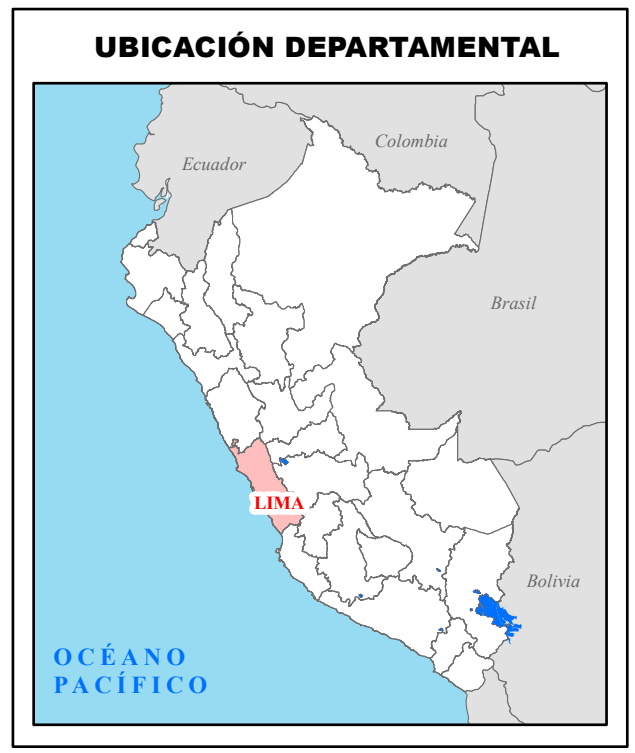 UBICACIÓN DEPARTAMENTAL
Colombia
Ecuador
Brasil
LIMA
Bolivia
OCÉANO
PACÍFICO